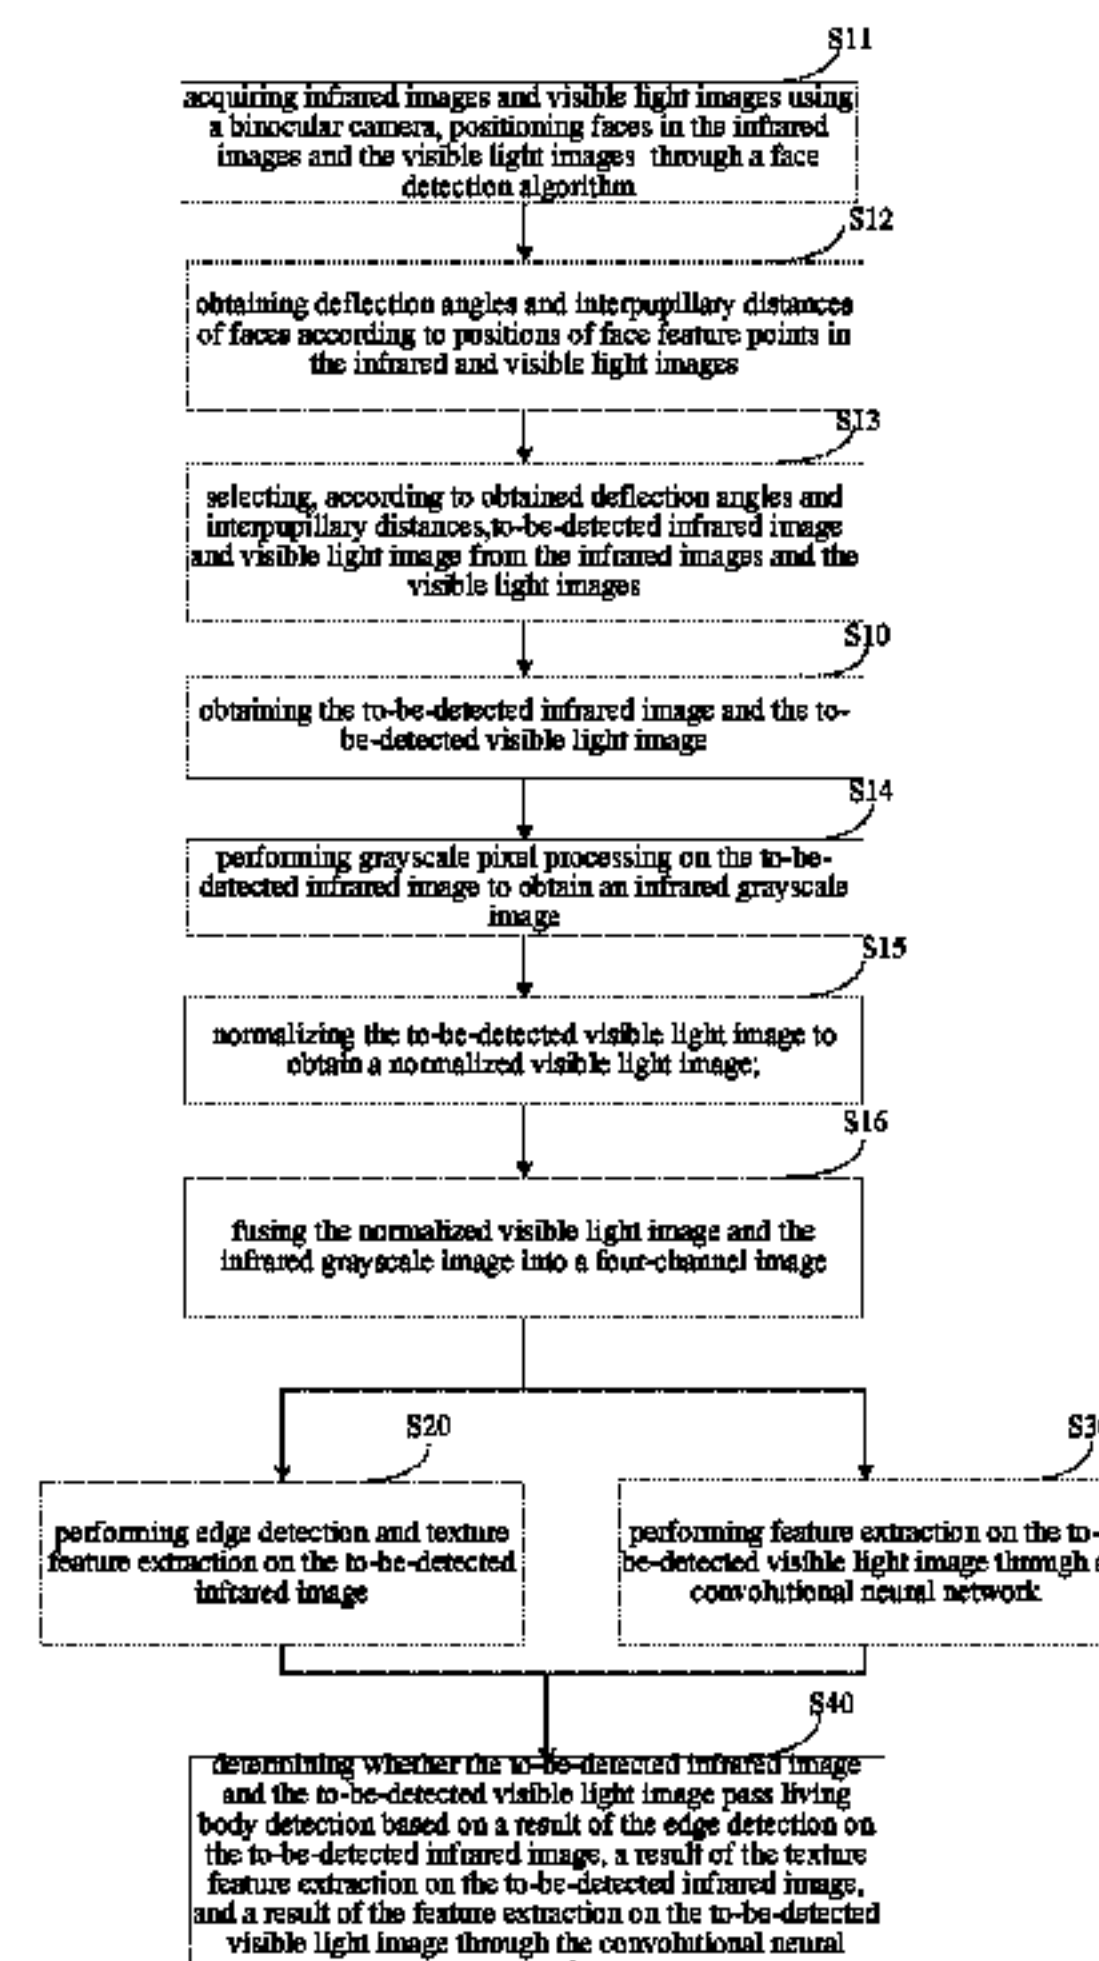 S11
acquiring infrared images and visible light images using
a binocular camera, positioning faces in the infrared
images and the visible light images through a face
detection algorithm
S12
obtaining deflection angles and interpupillary distances
of faces according to positions of face feature points in
the infrared and visible light images
S13
selecting, according to obtained deflection angles and
interpupillary distances,to-be-detected infrared image
and visible light image from the infrared images and the
visible light images
S10
obtaining the to-be-detected infrared image and the to-
be-detected visible light image
S14
performing grayscale pixel processing on the to-be-
detected infrared image to obtain an infrared grayscale
image
S15
normalizing the to-be-detected visible light image to
obtain a normalized visible light image;
S16
fusing the normalized visible light image and the
infrared grayscale image into a four-channel image
S20
performing edge detection and texture
feature extraction on the to-be-detected
infrared image
performing feature extraction on the to-
be-detected visible light image through
convolutional neural network
S40
determining whether the to-be-detected infrared image
and the to-be-detected visible light image pass living
body detection based on a result of the edge detection on
the to-be-detected infrared image, a result of the texture
feature extraction on the to-be-detected infrared image,
and a result of the feature extraction on the to-be-detected
visible light image through the convolutional neural